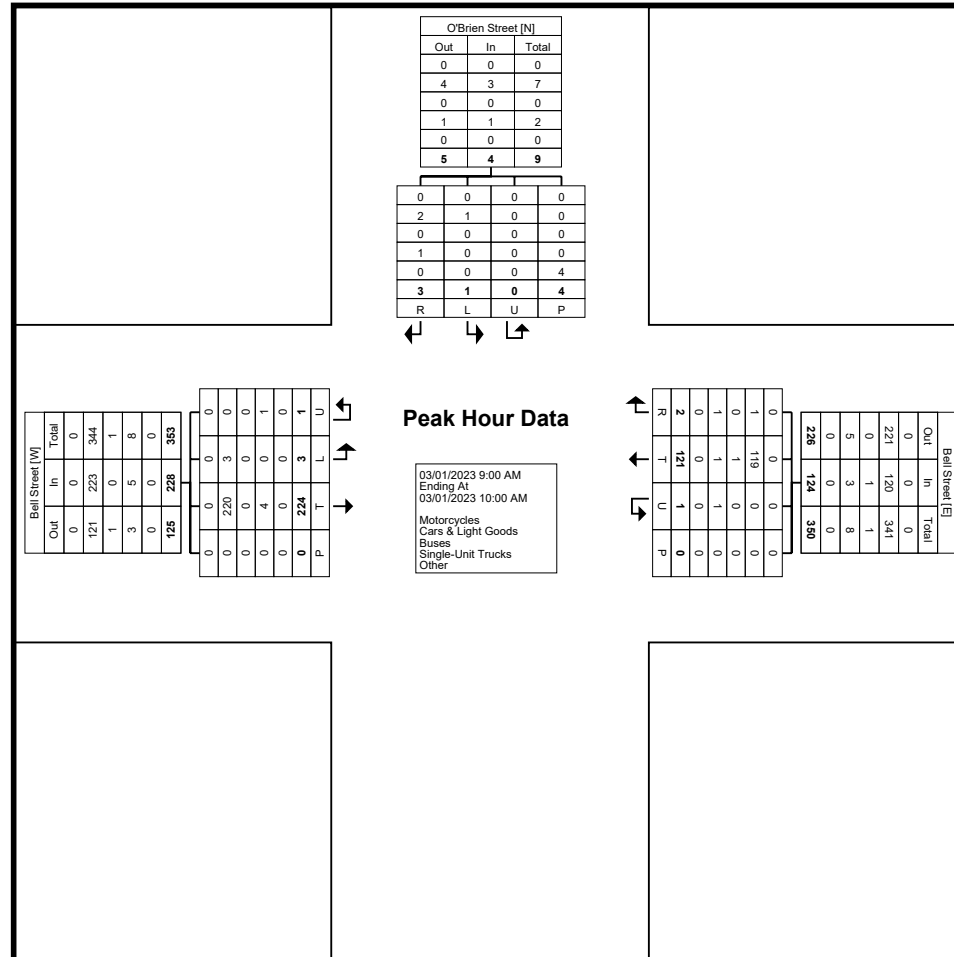 O'Brien Street [N]
Out In Total
0 0 0
4 3 7
0 0 0
1 1 2
0 0 0
5 4 9
0 0 0 0
2 1 0 0
0 0 0 0
1 0 0 0
0 0 0 4
3 1 0 4
R L U P
Bell Street [W]
Out In Total
0 0 0
121 223 344
1 0 1
3 5 8
0 0 0
125 228 353
0 0 0 0
0 220 3 0
0 0 0 0
0 4 0 1
0 0 0 0
0 224 3 1
P T L U
Peak Hour Data
03/01/2023 9:00 AM
Ending At
03/01/2023 10:00 AM
Motorcycles
Cars & Light Goods
Buses
Single-Unit Trucks
Other
Bell Street [E]
Out In Total
0 0 0
221 120 341
0 1 1
5 3 8
0 0 0
226 124 350
0 0 0 0
1 119 0 0
0 1 0 0
1 1 1 0
0 0 0 0
2 121 1 0
R T U P